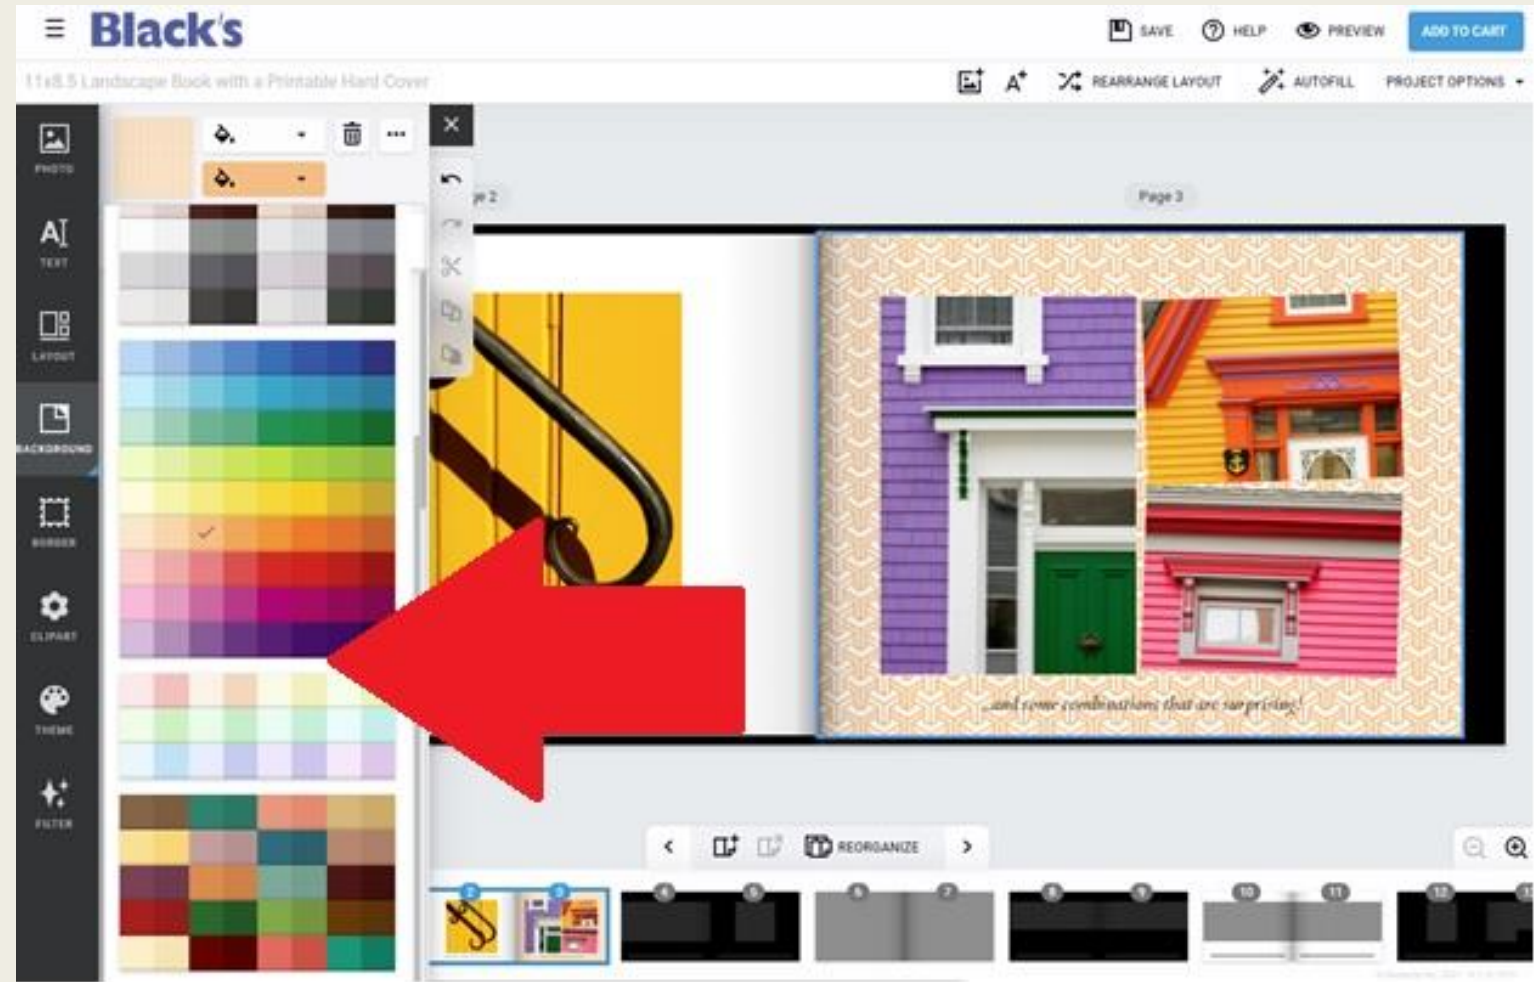 Black's
SAVE
HELP
PREVIEW
ADD TO CART
11x8.5 Landscape Book with a Printable Hard Cover
REARRANGE LAYOUT
AUTOFILL
PROJECT OPTIONS
PHOTO
TEXT
LAYOUT
BACKGROUND
BORDER
CLIPART
THEME
FILTER
ge 2
Page 3
...and some combinations that are surprising!
REORGANIZE
2
3
4
5
6
7
8
9
10
11
12